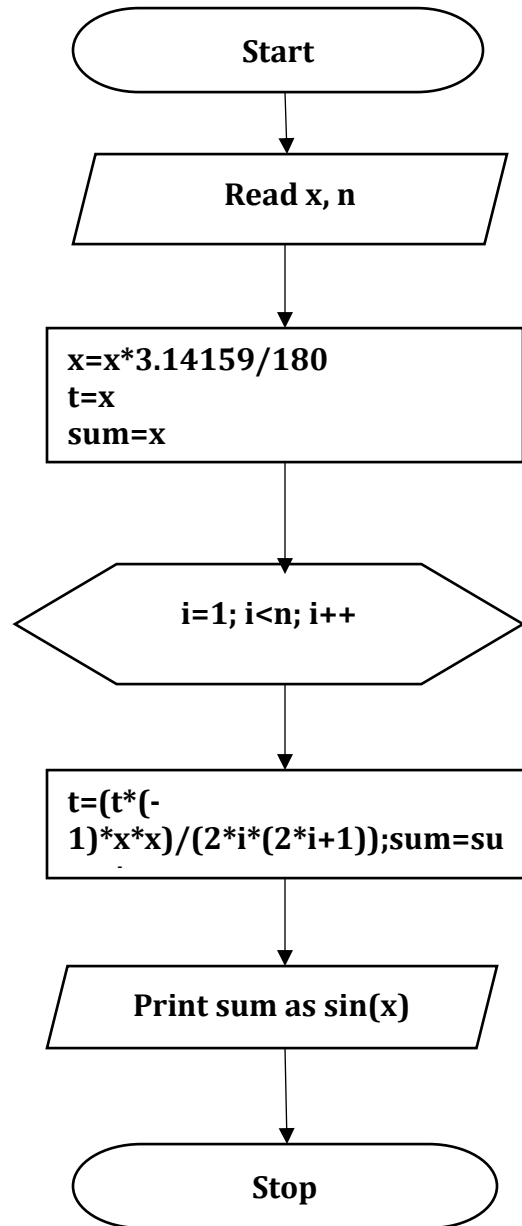 Start
Read x, n
x=x*3.14159/180
t=x
sum=x
i=1; i<n; i++
t=(t*(-
1)*x*x)/(2*i*(2*i+1));sum=su
Print sum as sin(x)
Stop